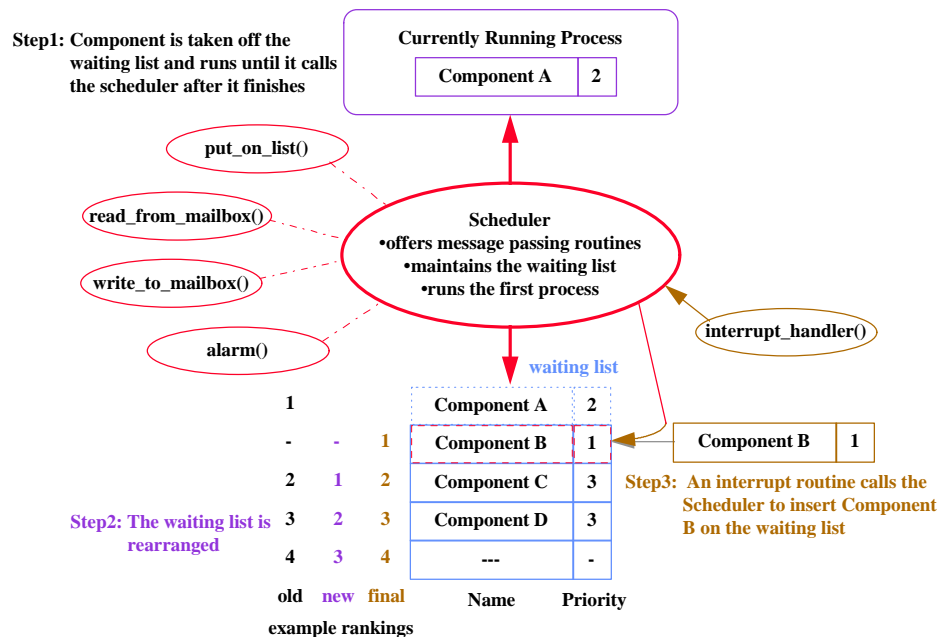 Step1: Component is taken off the
waiting list and runs until it calls
the scheduler after it finishes
Currently Running Process
Component A 2
put_on_list()
read_from_mailbox()
write_to_mailbox()
alarm()
Scheduler
•offers message passing routines
•maintains the waiting list
•runs the first process
interrupt_handler()
waiting list
1 Component A 2
- - 1 Component B 1
Component B 1
2 1 2 Component C 3
3 2 3 Component D 3
4 3 4 --- -
Step2: The waiting list is
rearranged
Step3: An interrupt routine calls the
Scheduler to insert Component
B on the waiting list
old new final Name Priority
example rankings